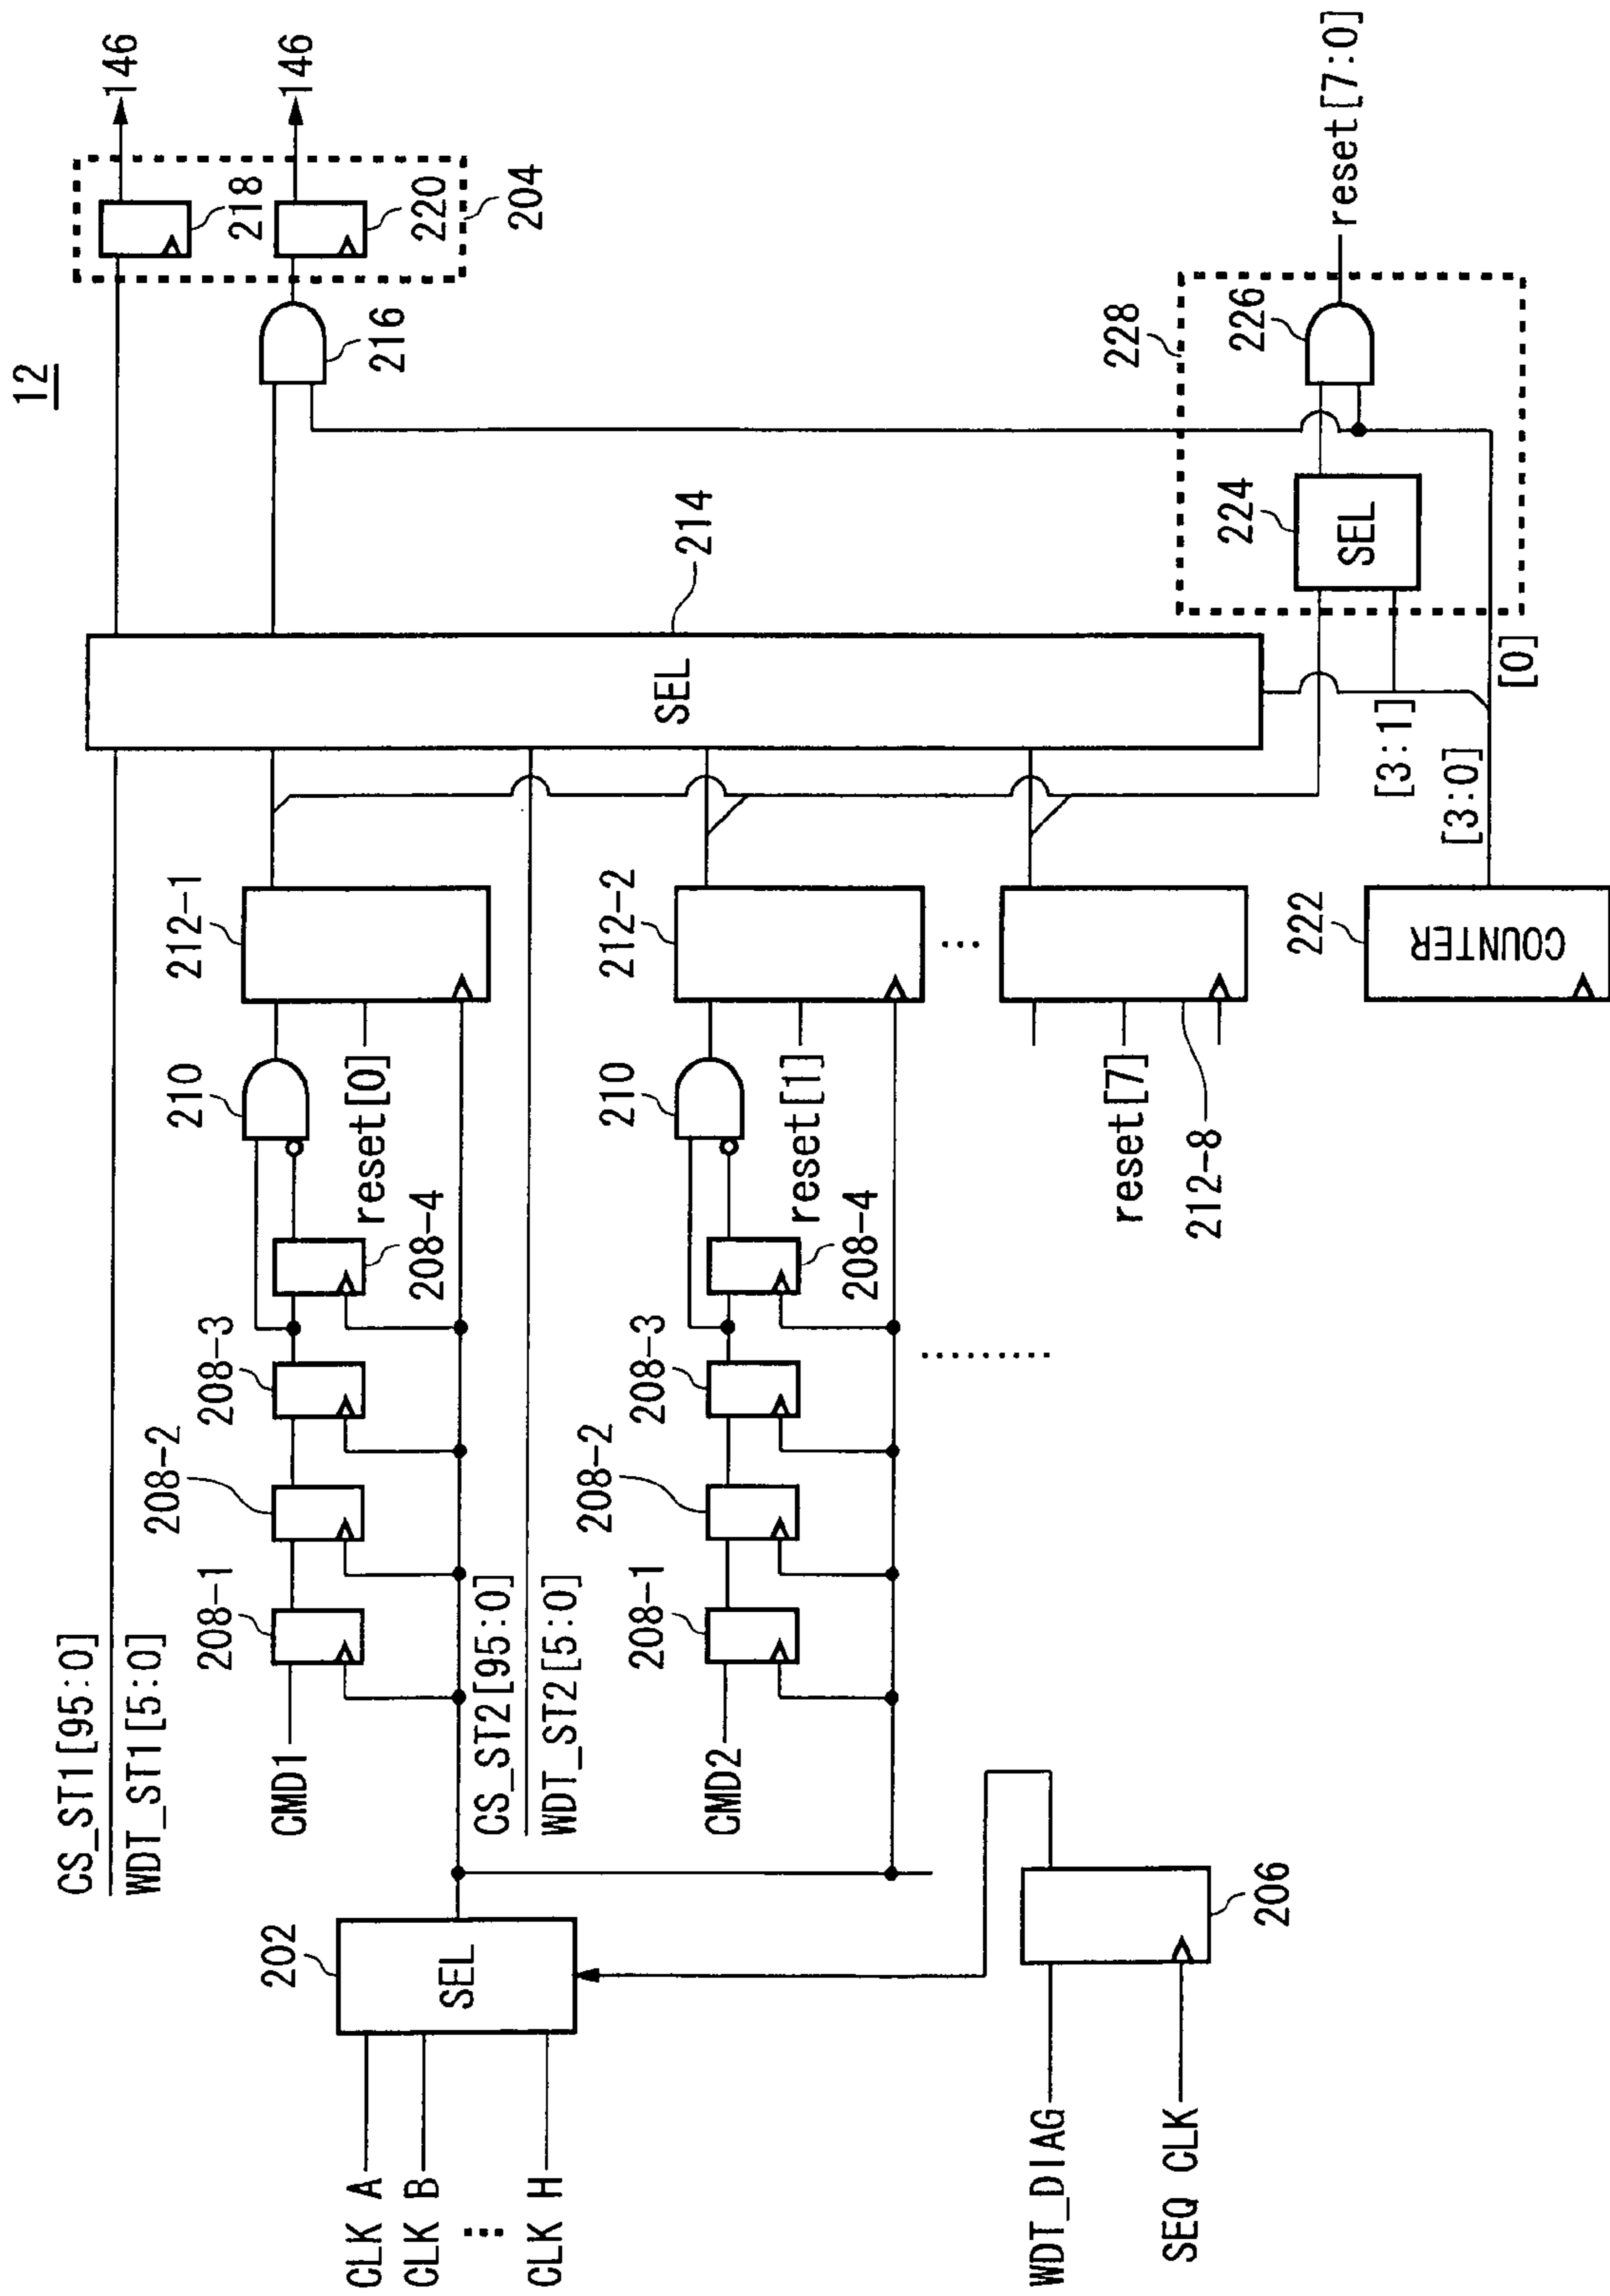 12
146
146
218
220
204
216
228
226
reset[7:0]
224
SEL
214
SEL
[0]
[3:1]
[3:0]
212-1
212-2
...
222
COUNTER
210
reset[0]
210
reset[1]
reset[7]
212-8
208-4
208-4
208-3
208-3
208-2
208-2
208-1
208-1
CS_ST1[95:0]
WDT_ST1[5:0]
CMD1
CS_ST2[95:0]
WDT_ST2[5:0]
CMD2
202
SEL
206
CLK A
CLK B
CLK H
WDT_DIAG
SEQ CLK